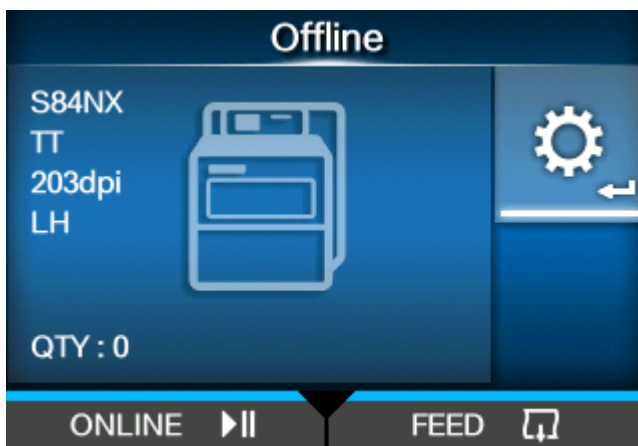 Offline
S84NX
TT
203dpi
LH
QTY : 0
ONLINE
FEED